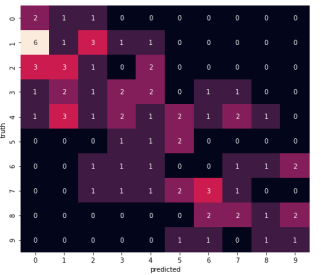 0 2 1 1 0 0 0 0 0 0 0
1 6 1 3 1 1 0 0 0 0 0
2 3 3 1 0 2 0 0 0 0 0
3 1 2 1 2 2 0 1 1 0 0
4 1 3 1 2 1 2 1 2 1 0
truth
5 0 0 0 1 1 2 0 0 0 0
6 0 0 1 1 1 0 0 1 1 2
7 0 0 1 1 1 2 3 1 0 0
8 0 0 0 0 0 0 2 2 1 2
9 0 0 0 0 0 1 1 0 1 1
0 1 2 3 4 5 6 7 8 9
predicted